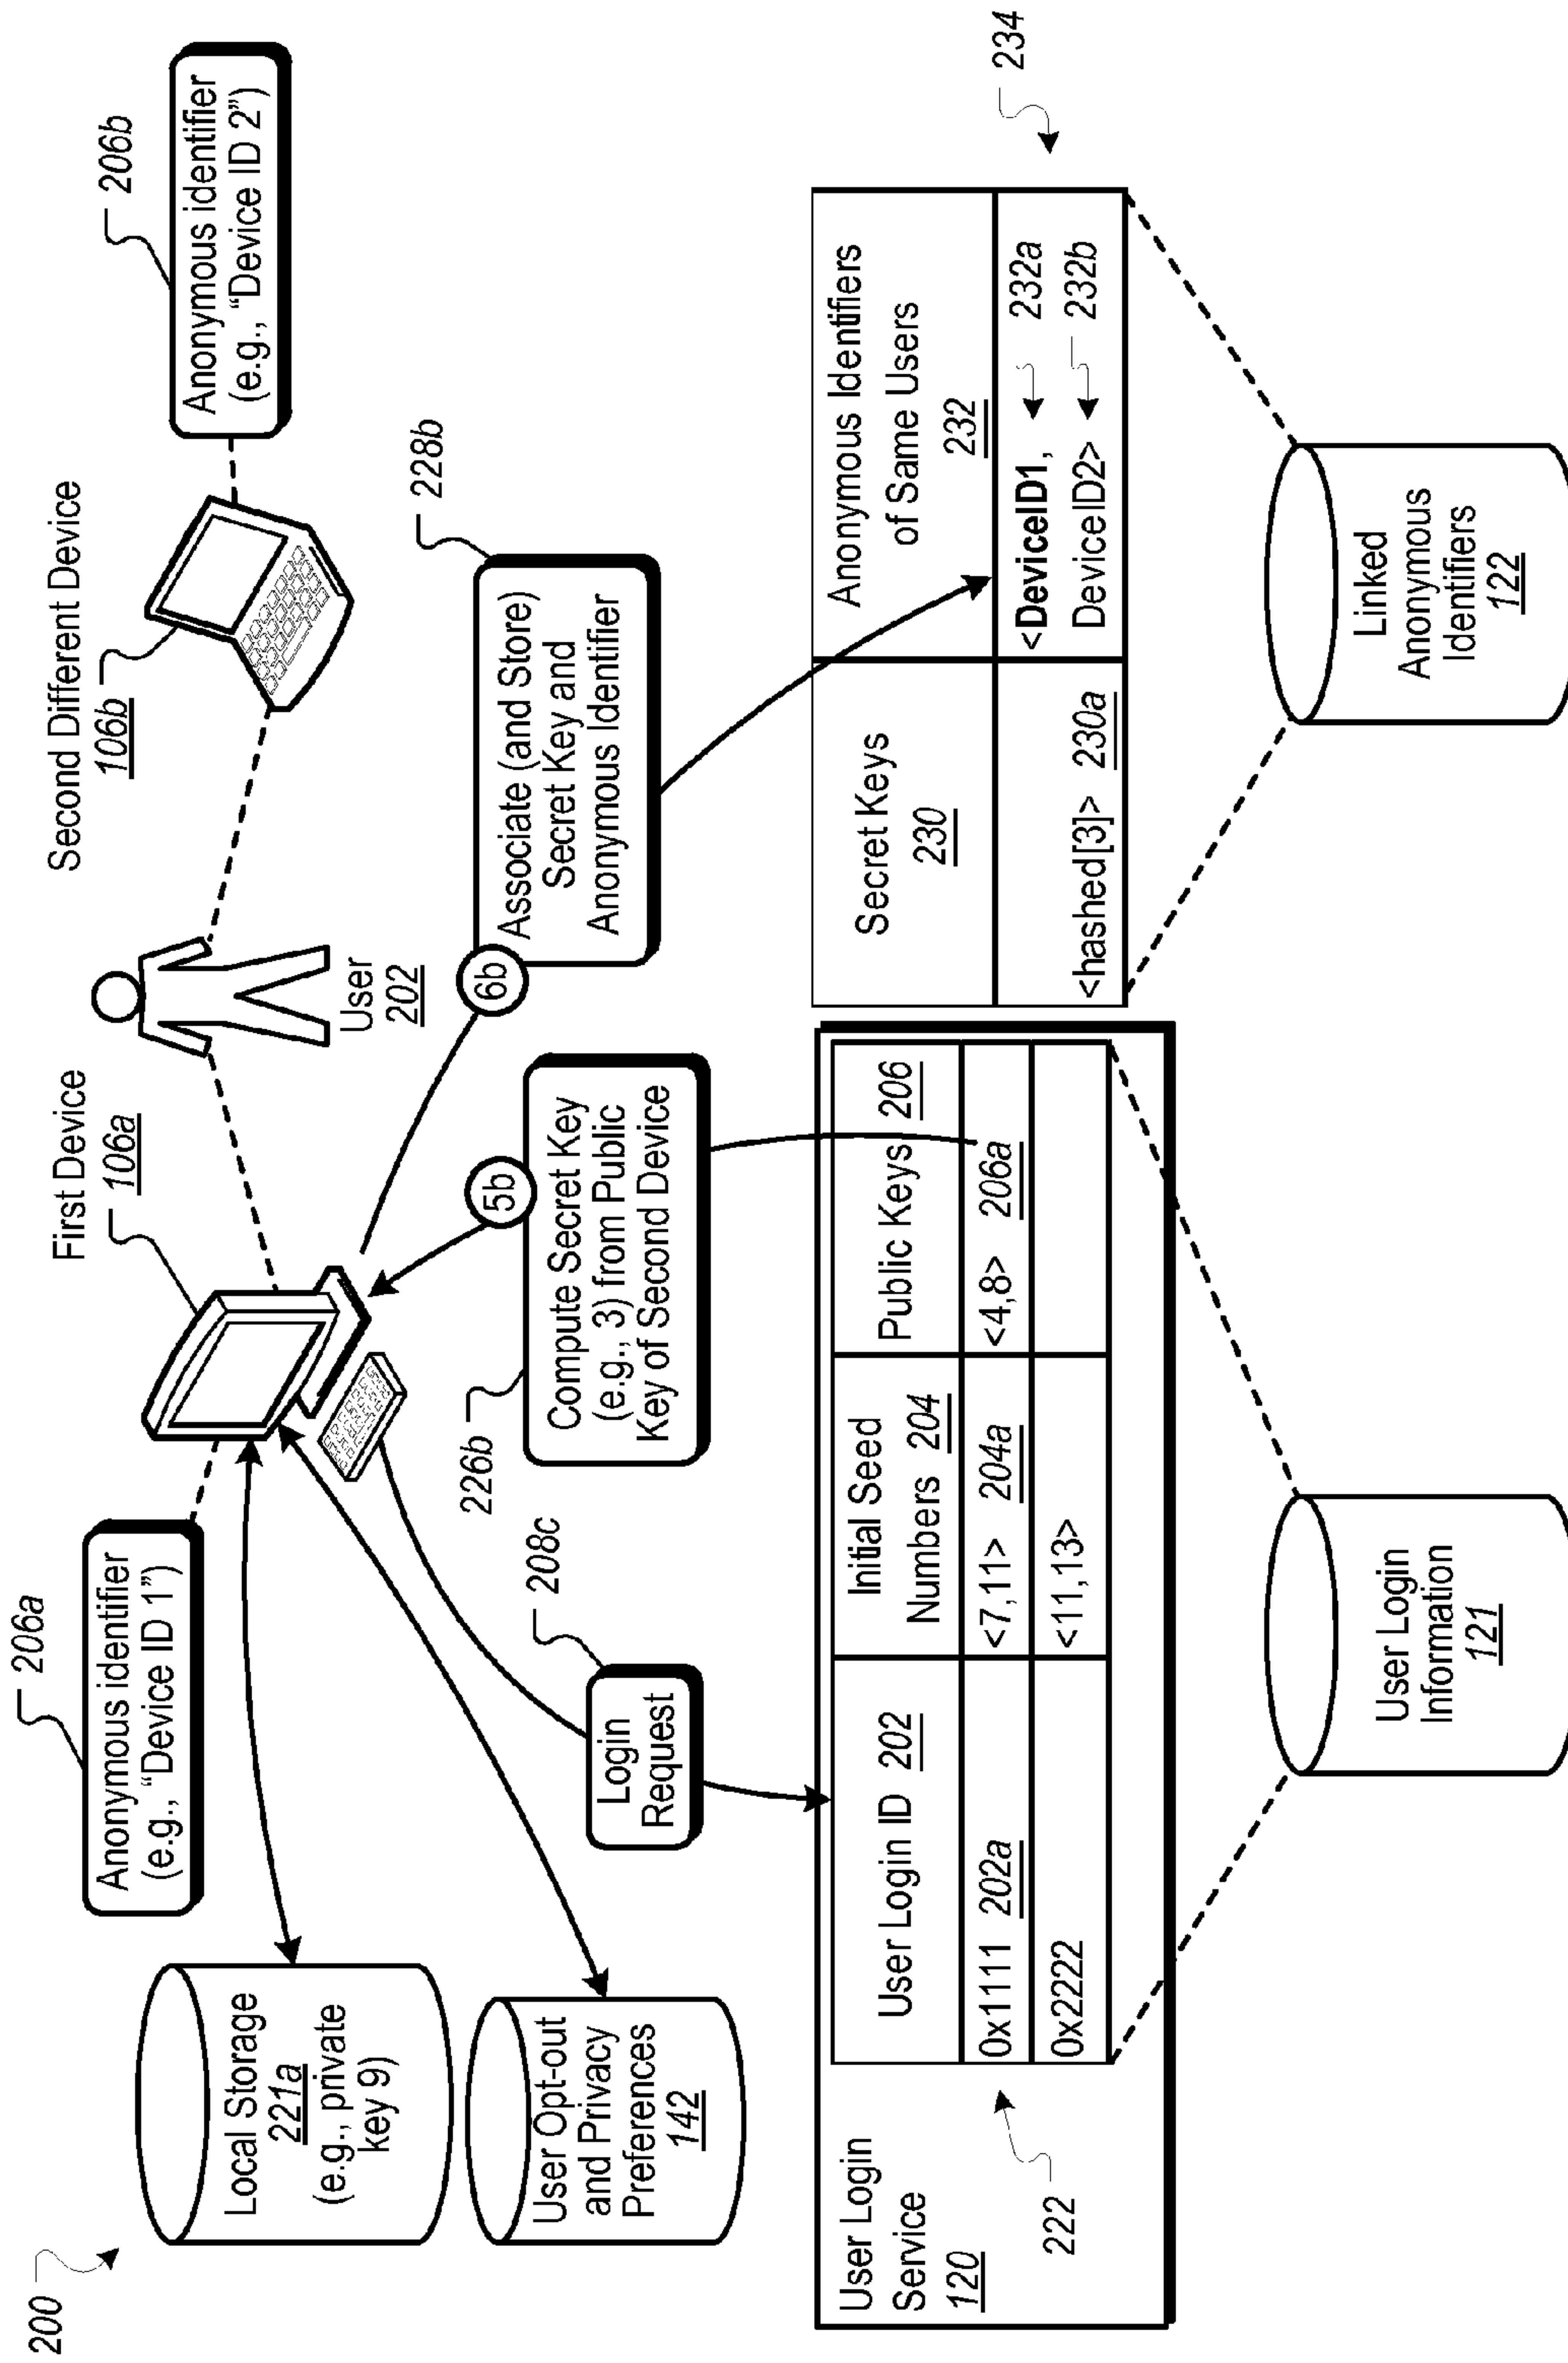 200
206a
Anonymous identifier
(e.g., “Device ID 1”)
First Device
106a
User
202
Second Different Device
106b
206b
Anonymous identifier
(e.g., “Device ID 2”)
Local Storage
221a
(e.g., private
key 9)
User Opt-out
and Privacy
Preferences
142
Login
Request
208c
226b
5b
Compute Secret Key
(e.g., 3) from Public
Key of Second Device
6b
Associate (and Store)
Secret Key and
Anonymous Identifier
228b
User Login
Service
120
222
User Login ID 202
Initial Seed
Numbers 204
Public Keys 206
0x1111 202a
<7,11> 204a
<4,8> 206a
0x2222
<11,13>
Secret Keys
230
Anonymous Identifiers
of Same Users
232
<hashed[3]> 230a
<DeviceID1,
232a
DeviceID2>
232b
234
User Login
Information
121
Linked
Anonymous
Identifiers
122